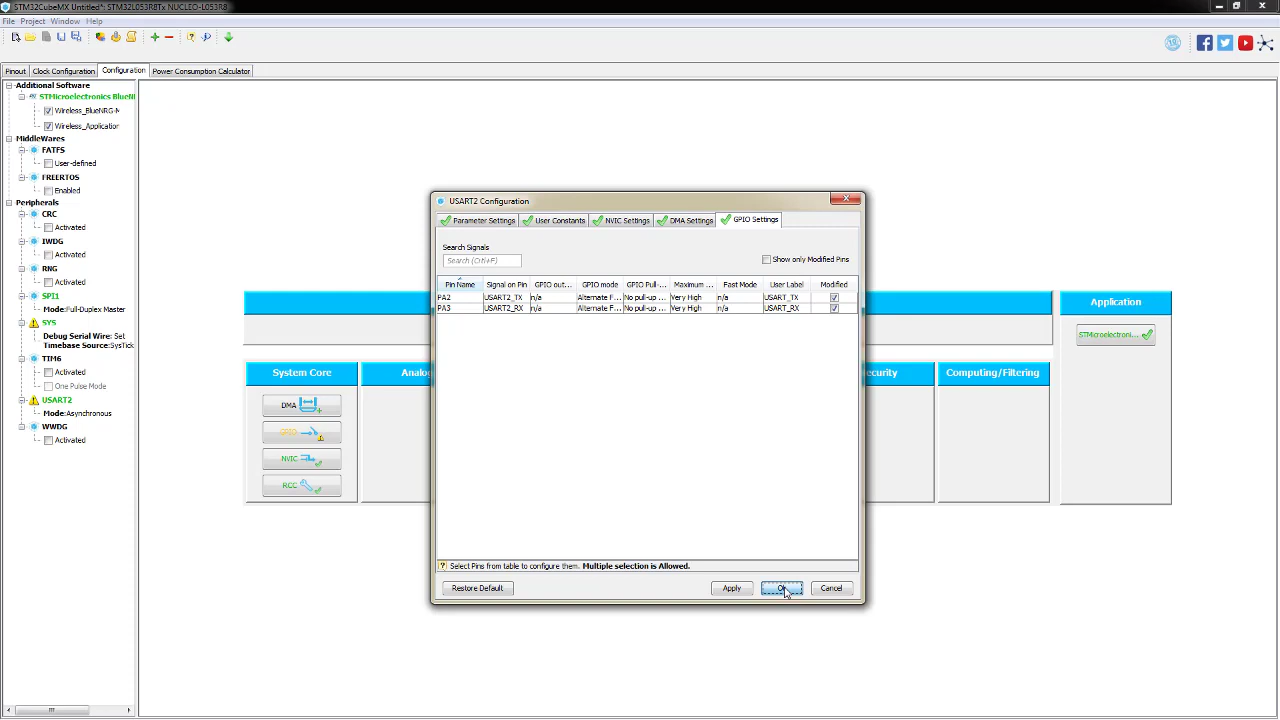 STM32CubeMX Untitled*: STM32L053R8Tx NUCLEO-L053R8
File Project Window Help
Pinout Clock Configuration Configuration Power Consumption Calculator
Additional Software
STMicroelectronics BlueN
Wireless_BlueNRG-M
Wireless_Application
MiddleWares
FATFS
User-defined
FREERTOS
Enabled
Peripherals
CRC
Activated
IWDG
Activated
RNG
Activated
SPI1
Mode:Full-Duplex Master
SYS
Debug Serial Wire: Set
Timebase Source:SysTick
TIM6
Activated
One Pulse Mode
USART2
Mode:Asynchronous
WWDG
Activated
System Core
DMA
GPIO
NVIC
RCC
Analog
ecurity
Computing/Filtering
Application
STMicroelectroni...
USART2 Configuration
Parameter Settings User Constants NVIC Settings DMA Settings GPIO Settings
Search Signals
Search (Ctrl+F)
Show only Modified Pins
Pin Name Signal on Pin GPIO out... GPIO mode GPIO Pull-... Maximum ... Fast Mode User Label Modified
PA2 USART2_TX n/a Alternate F... No pull-up ... Very High n/a USART_TX
PA3 USART2_RX n/a Alternate F... No pull-up ... Very High n/a USART_RX
Select Pins from table to configure them. Multiple selection is Allowed.
Restore Default Apply Ok Cancel